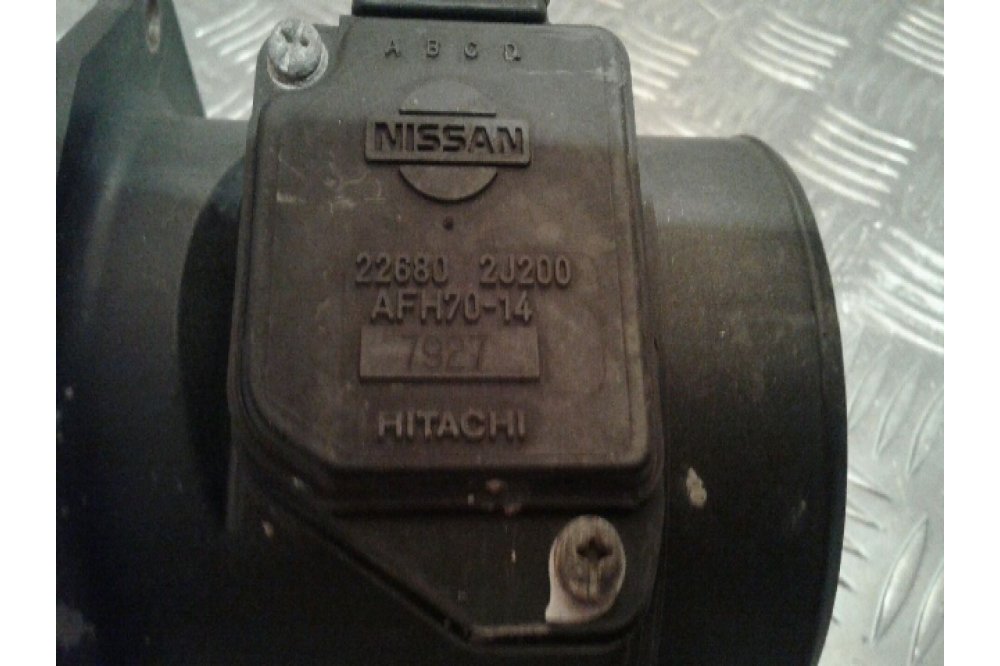 A B C D
NISSAN
22680 2J200
AFH70-14
7927
HITACHI